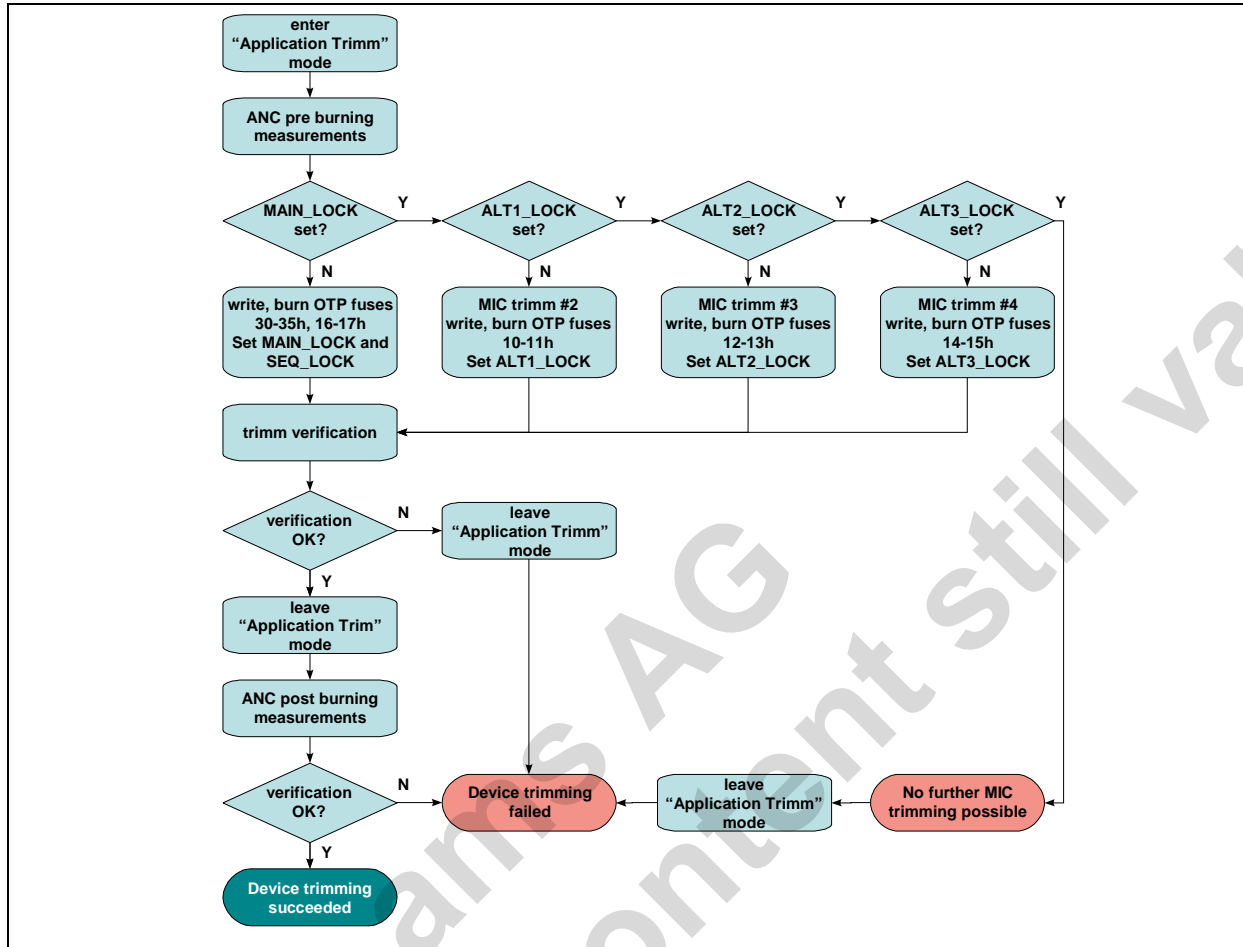 enter
“Application Trimm”
mode
ANC pre burning
measurements
MAIN_LOCK
set?
Y
ALT1_LOCK
set?
Y
ALT2_LOCK
set?
Y
ALT3_LOCK
set?
Y
N
N
N
N
write, burn OTP fuses
30-35h, 16-17h
Set MAIN_LOCK and
SEQ_LOCK
MIC trimm #2
write, burn OTP fuses
10-11h
Set ALT1_LOCK
MIC trimm #3
write, burn OTP fuses
12-13h
Set ALT2_LOCK
MIC trimm #4
write, burn OTP fuses
14-15h
Set ALT3_LOCK
trimm verification
verification
OK?
N
leave
“Application Trimm”
mode
Y
leave
“Application Trim”
mode
ANC post burning
measurements
verification
OK?
N
Device trimming
failed
leave
“Application Trimm”
mode
No further MIC
trimming possible
Y
Device trimming
succeeded
ams AG
content still